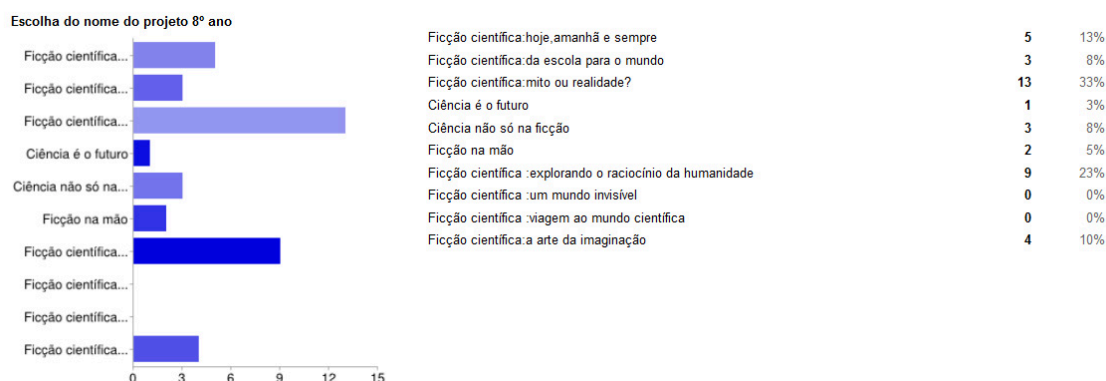 Escolha do nome do projeto 8º ano
Ficção científica...
Ficção científica...
Ficção científica...
Ciência é o futuro
Ciência não só na...
Ficção na mão
Ficção científica...
Ficção científica...
Ficção científica...
Ficção científica...
0 3 6 9 12 15
Ficção científica:hoje,amanhã e sempre 5 13%
Ficção científica:da escola para o mundo 3 8%
Ficção científica:mito ou realidade? 13 33%
Ciência é o futuro 1 3%
Ciência não só na ficção 3 8%
Ficção na mão 2 5%
Ficção científica :explorando o raciocínio da humanidade 9 23%
Ficção científica :um mundo invisível 0 0%
Ficção científica :viagem ao mundo científica 0 0%
Ficção científica:a arte da imaginação 4 10%